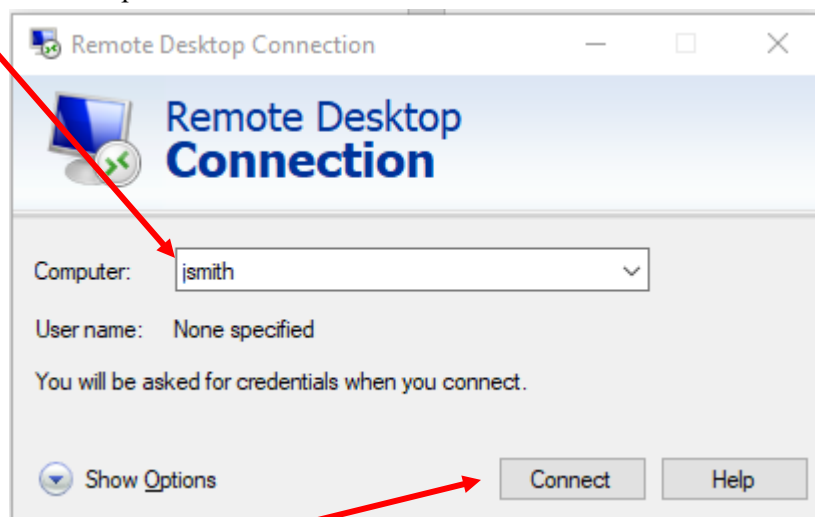 Remote Desktop Connection
Remote Desktop
Connection
Computer: jsmith
User name: None specified
You will be asked for credentials when you connect.
Show Options Connect Help